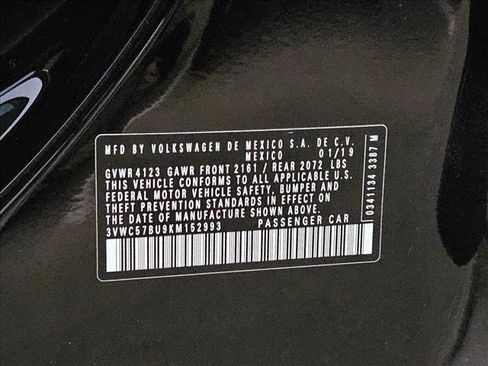 MFD BY VOLKSWAGEN DE MEXICO S.A. DE C.V.
MEXICO 01/19
GVWR 4123 GAWR FRONT 2161 / REAR 2072 LBS
THIS VEHICLE CONFORMS TO ALL APPLICABLE U.S.
FEDERAL MOTOR VEHICLE SAFETY, BUMPER AND
THEFT PREVENTION STANDARDS IN EFFECT ON
THE DATE OF MANUFACTURE SHOWN ABOVE.
3VWC57BU9KM152993 PASSENGER CAR
0341134 3387 M